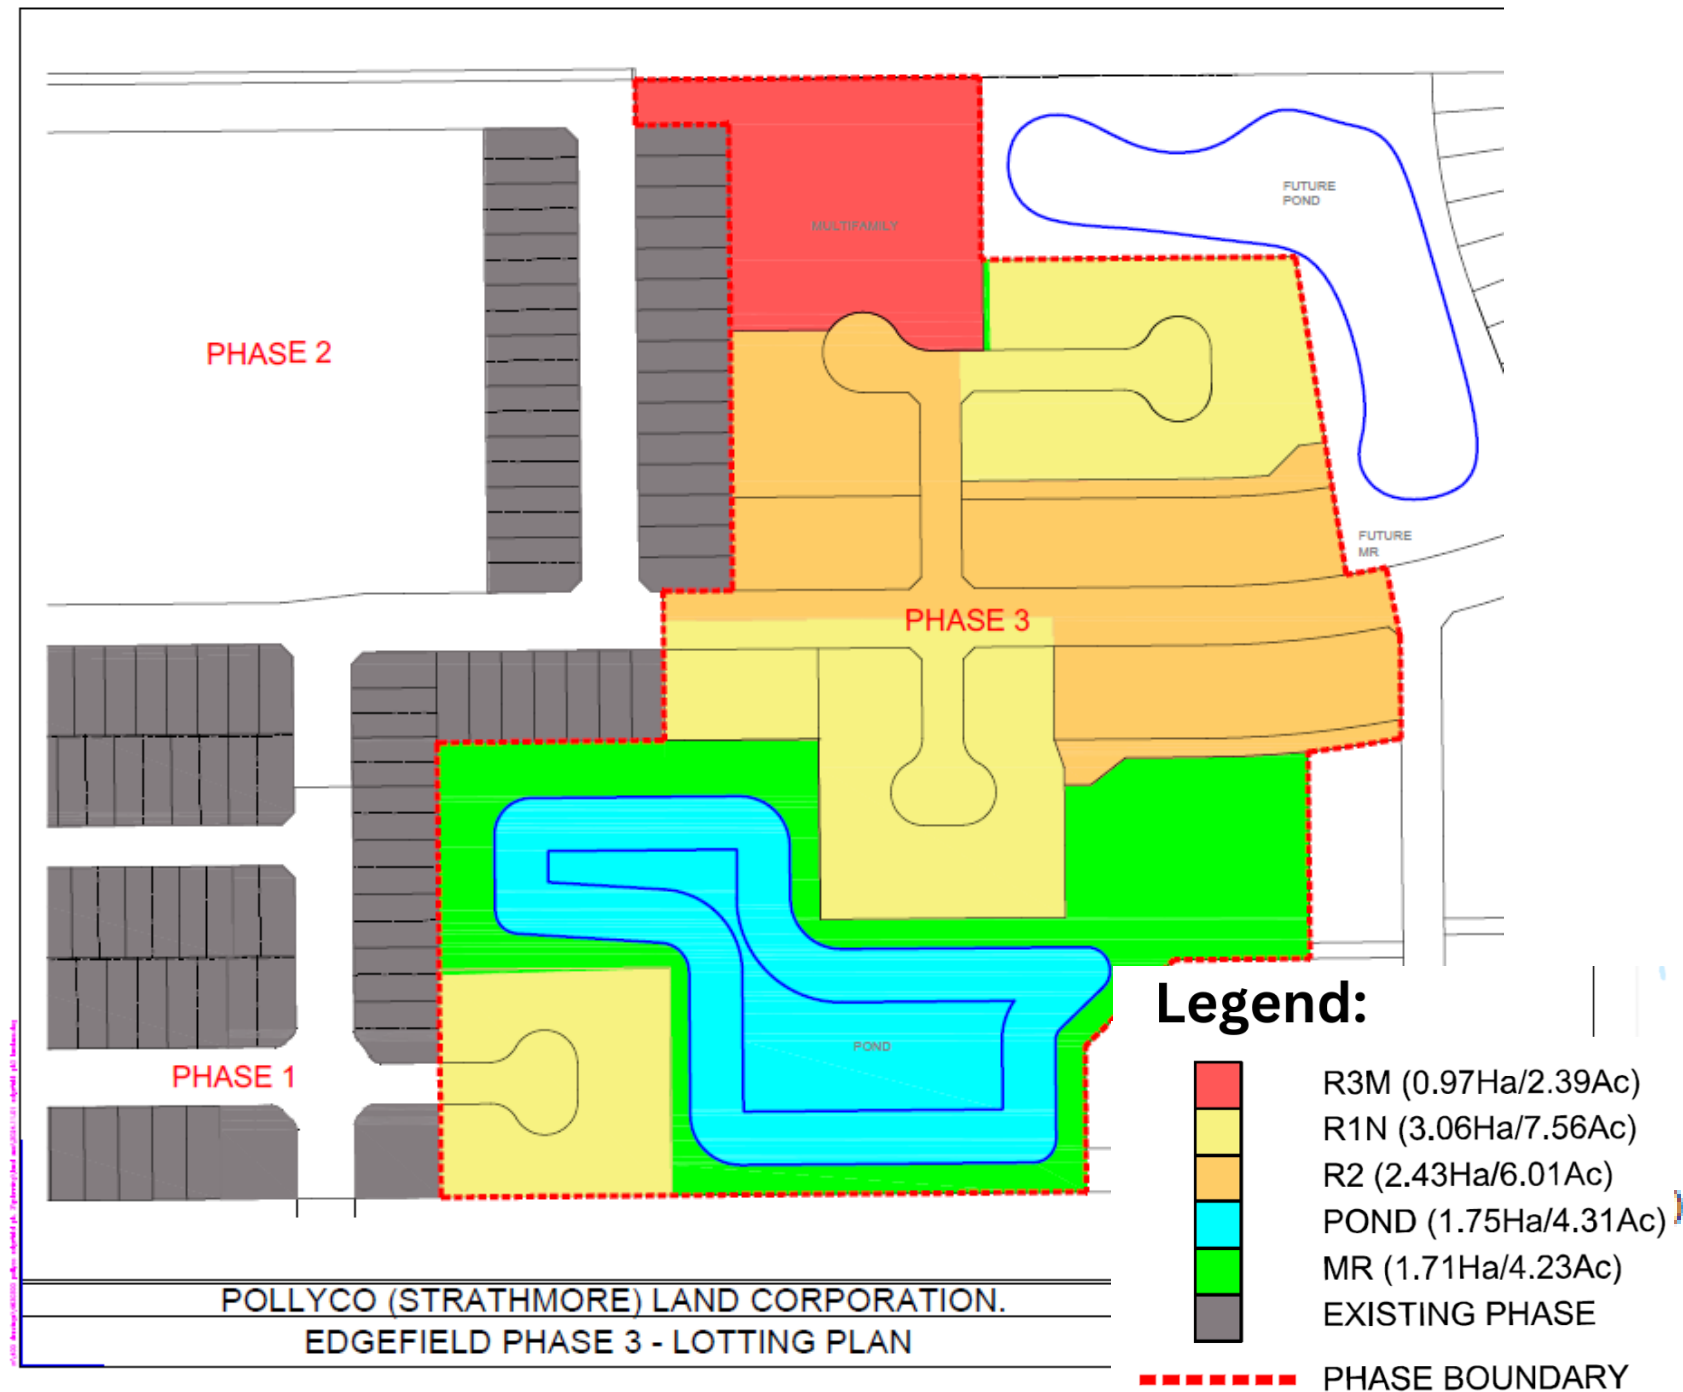 MULTIFAMILY
FUTURE
POND
PHASE 2
FUTURE
MR
PHASE 3
POND
PHASE 1
Legend:
R3M (0.97Ha/2.39Ac)
R1N (3.06Ha/7.56Ac)
R2 (2.43Ha/6.01Ac)
POND (1.75Ha/4.31Ac)
MR (1.71Ha/4.23Ac)
EXISTING PHASE
PHASE BOUNDARY
POLLYCO (STRATHMORE) LAND CORPORATION.
EDGEFIELD PHASE 3 - LOTTING PLAN